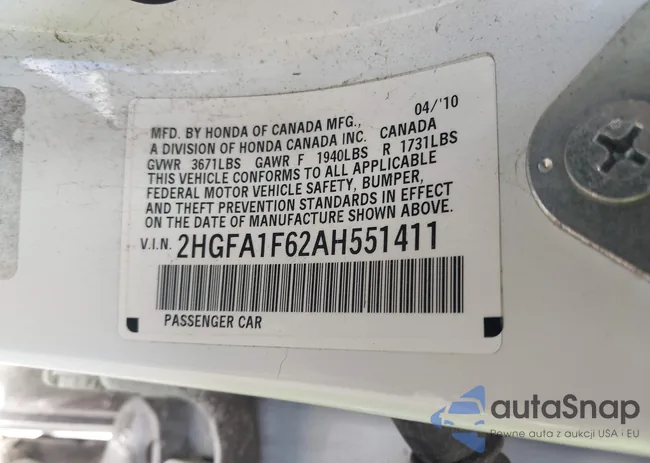 04/'10
MFD. BY HONDA OF CANADA MFG.,
A DIVISION OF HONDA CANADA INC. CANADA
GVWR 3671LBS GAWR F 1940LBS R 1731LBS
THIS VEHICLE CONFORMS TO ALL APPLICABLE
FEDERAL MOTOR VEHICLE SAFETY, BUMPER,
AND THEFT PREVENTION STANDARDS IN EFFECT
ON THE DATE OF MANUFACTURE SHOWN ABOVE.
V.I.N. 2HGFA1F62AH551411
PASSENGER CAR
autoSnap
Pewne auta z aukcji USA i EU